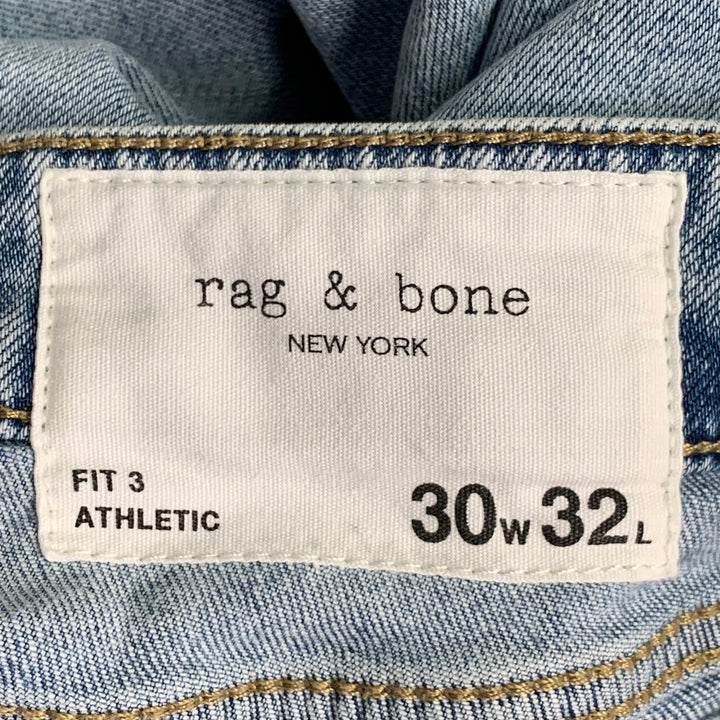 rag & bone
NEW YORK
FIT 3
ATHLETIC
30W 32L